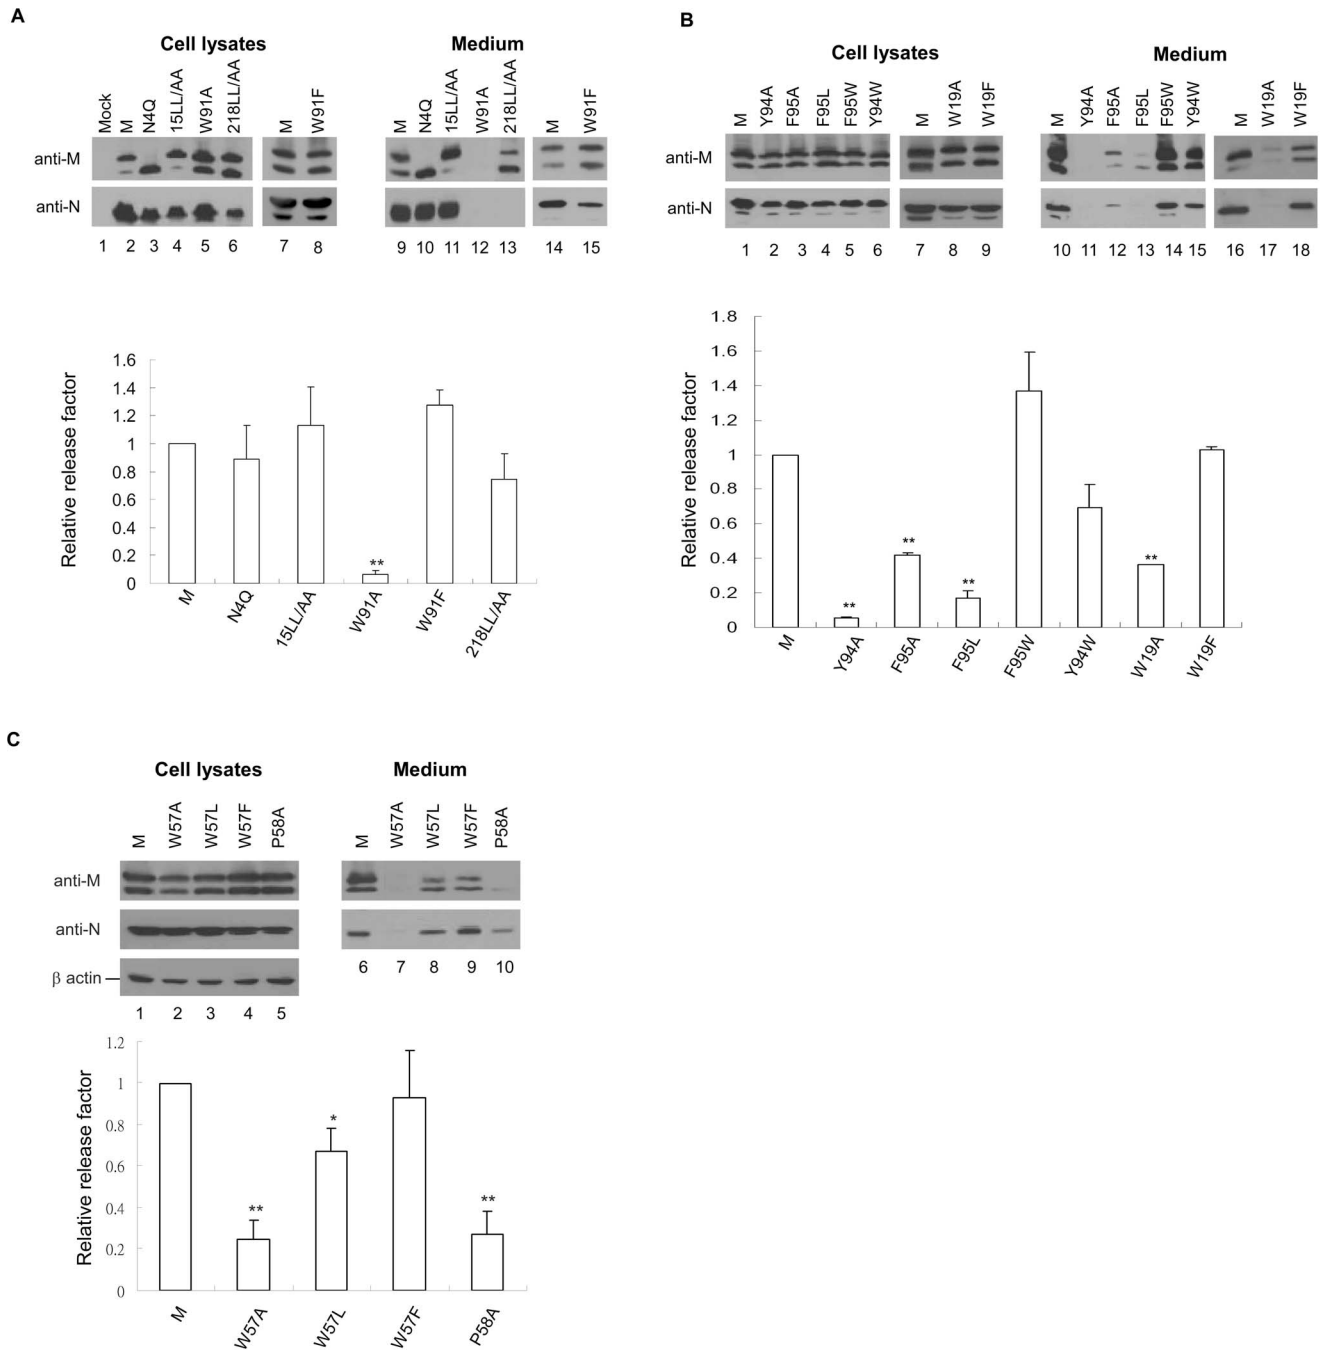 A
Cell lysates
Medium
Mock
M
N4Q
15LL/AA
W91A
218LL/AA
M
W91F
M
N4Q
15LL/AA
W91A
218LL/AA
M
W91F
anti-M
anti-N
1 2 3 4 5 6 7 8 9 10 11 12 13 14 15
Relative release factor
1.6
1.4
1.2
1
0.8
0.6
0.4
0.2
0
**
M
N4Q
15LL/AA
W91A
W91F
218LL/AA
B
Cell lysates
Medium
M
Y94A
F95A
F95L
F95W
Y94W
M
W19A
W19F
M
Y94A
F95A
F95L
F95W
Y94W
M
W19A
W19F
anti-M
anti-N
1 2 3 4 5 6 7 8 9 10 11 12 13 14 15 16 17 18
Relative release factor
1.8
1.6
1.4
1.2
1
0.8
0.6
0.4
0.2
0
**
**
**
**
M
Y94A
F95A
F95L
F95W
Y94W
W19A
W19F
C
Cell lysates
Medium
M
W57A
W57L
W57F
P58A
M
W57A
W57L
W57F
P58A
anti-M
anti-N
β actin
6 7 8 9 10
1 2 3 4 5
Relative release factor
1.2
1
0.8
0.6
0.4
0.2
0
**
*
**
M
W57A
W57L
W57F
P58A